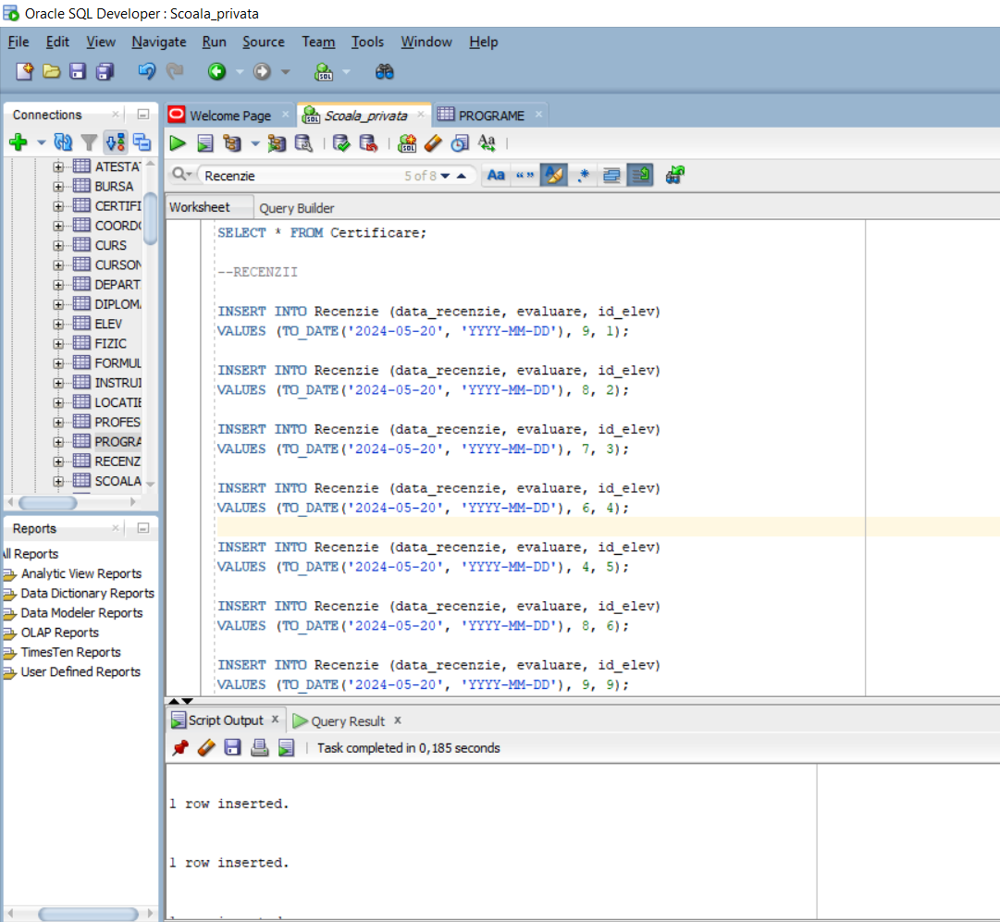 Oracle SQL Developer : Scoala_privata
File Edit View Navigate Run Source Team Tools Window Help
Connections
Welcome Page
Scoala_privata
PROGRAME
ATESTAT
BURSA
CERTIFI
COORDO
CURS
CURSON
DEPART
DIPLOM
ELEV
FIZIC
FORMUL
INSTRUI
LOCATIE
PROFES
PROGRA
RECENZ
SCOALA
Reports
All Reports
Analytic View Reports
Data Dictionary Reports
Data Modeler Reports
OLAP Reports
TimesTen Reports
User Defined Reports
SQL
SQL
Aa
Recenzie 5 of 8
Aa “ ” .*
Worksheet Query Builder
SELECT * FROM Certificare;
--RECENZII
INSERT INTO Recenzie (data_recenzie, evaluare, id_elev)
VALUES (TO_DATE('2024-05-20', 'YYYY-MM-DD'), 9, 1);
INSERT INTO Recenzie (data_recenzie, evaluare, id_elev)
VALUES (TO_DATE('2024-05-20', 'YYYY-MM-DD'), 8, 2);
INSERT INTO Recenzie (data_recenzie, evaluare, id_elev)
VALUES (TO_DATE('2024-05-20', 'YYYY-MM-DD'), 7, 3);
INSERT INTO Recenzie (data_recenzie, evaluare, id_elev)
VALUES (TO_DATE('2024-05-20', 'YYYY-MM-DD'), 6, 4);
INSERT INTO Recenzie (data_recenzie, evaluare, id_elev)
VALUES (TO_DATE('2024-05-20', 'YYYY-MM-DD'), 4, 5);
INSERT INTO Recenzie (data_recenzie, evaluare, id_elev)
VALUES (TO_DATE('2024-05-20', 'YYYY-MM-DD'), 8, 6);
INSERT INTO Recenzie (data_recenzie, evaluare, id_elev)
VALUES (TO_DATE('2024-05-20', 'YYYY-MM-DD'), 9, 9);
Script Output Query Result
Task completed in 0,185 seconds
1 row inserted.
1 row inserted.